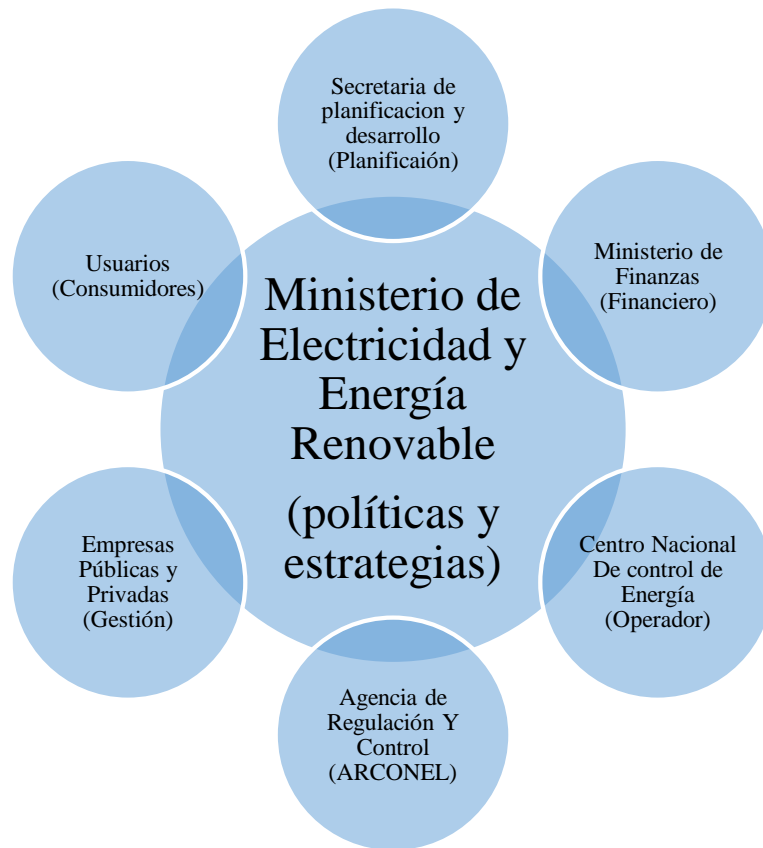 Secretaria de
planificacion y
desarrollo
(Planificaión)
Usuarios
(Consumidores)
Ministerio de
Finanzas
(Financiero)
Ministerio de
Electricidad y
Energía
Renovable
(políticas y
estrategias)
Empresas
Públicas y
Privadas
(Gestión)
Centro Nacional
De control de
Energía
(Operador)
Agencia de
Regulación Y
Control
(ARCONEL)